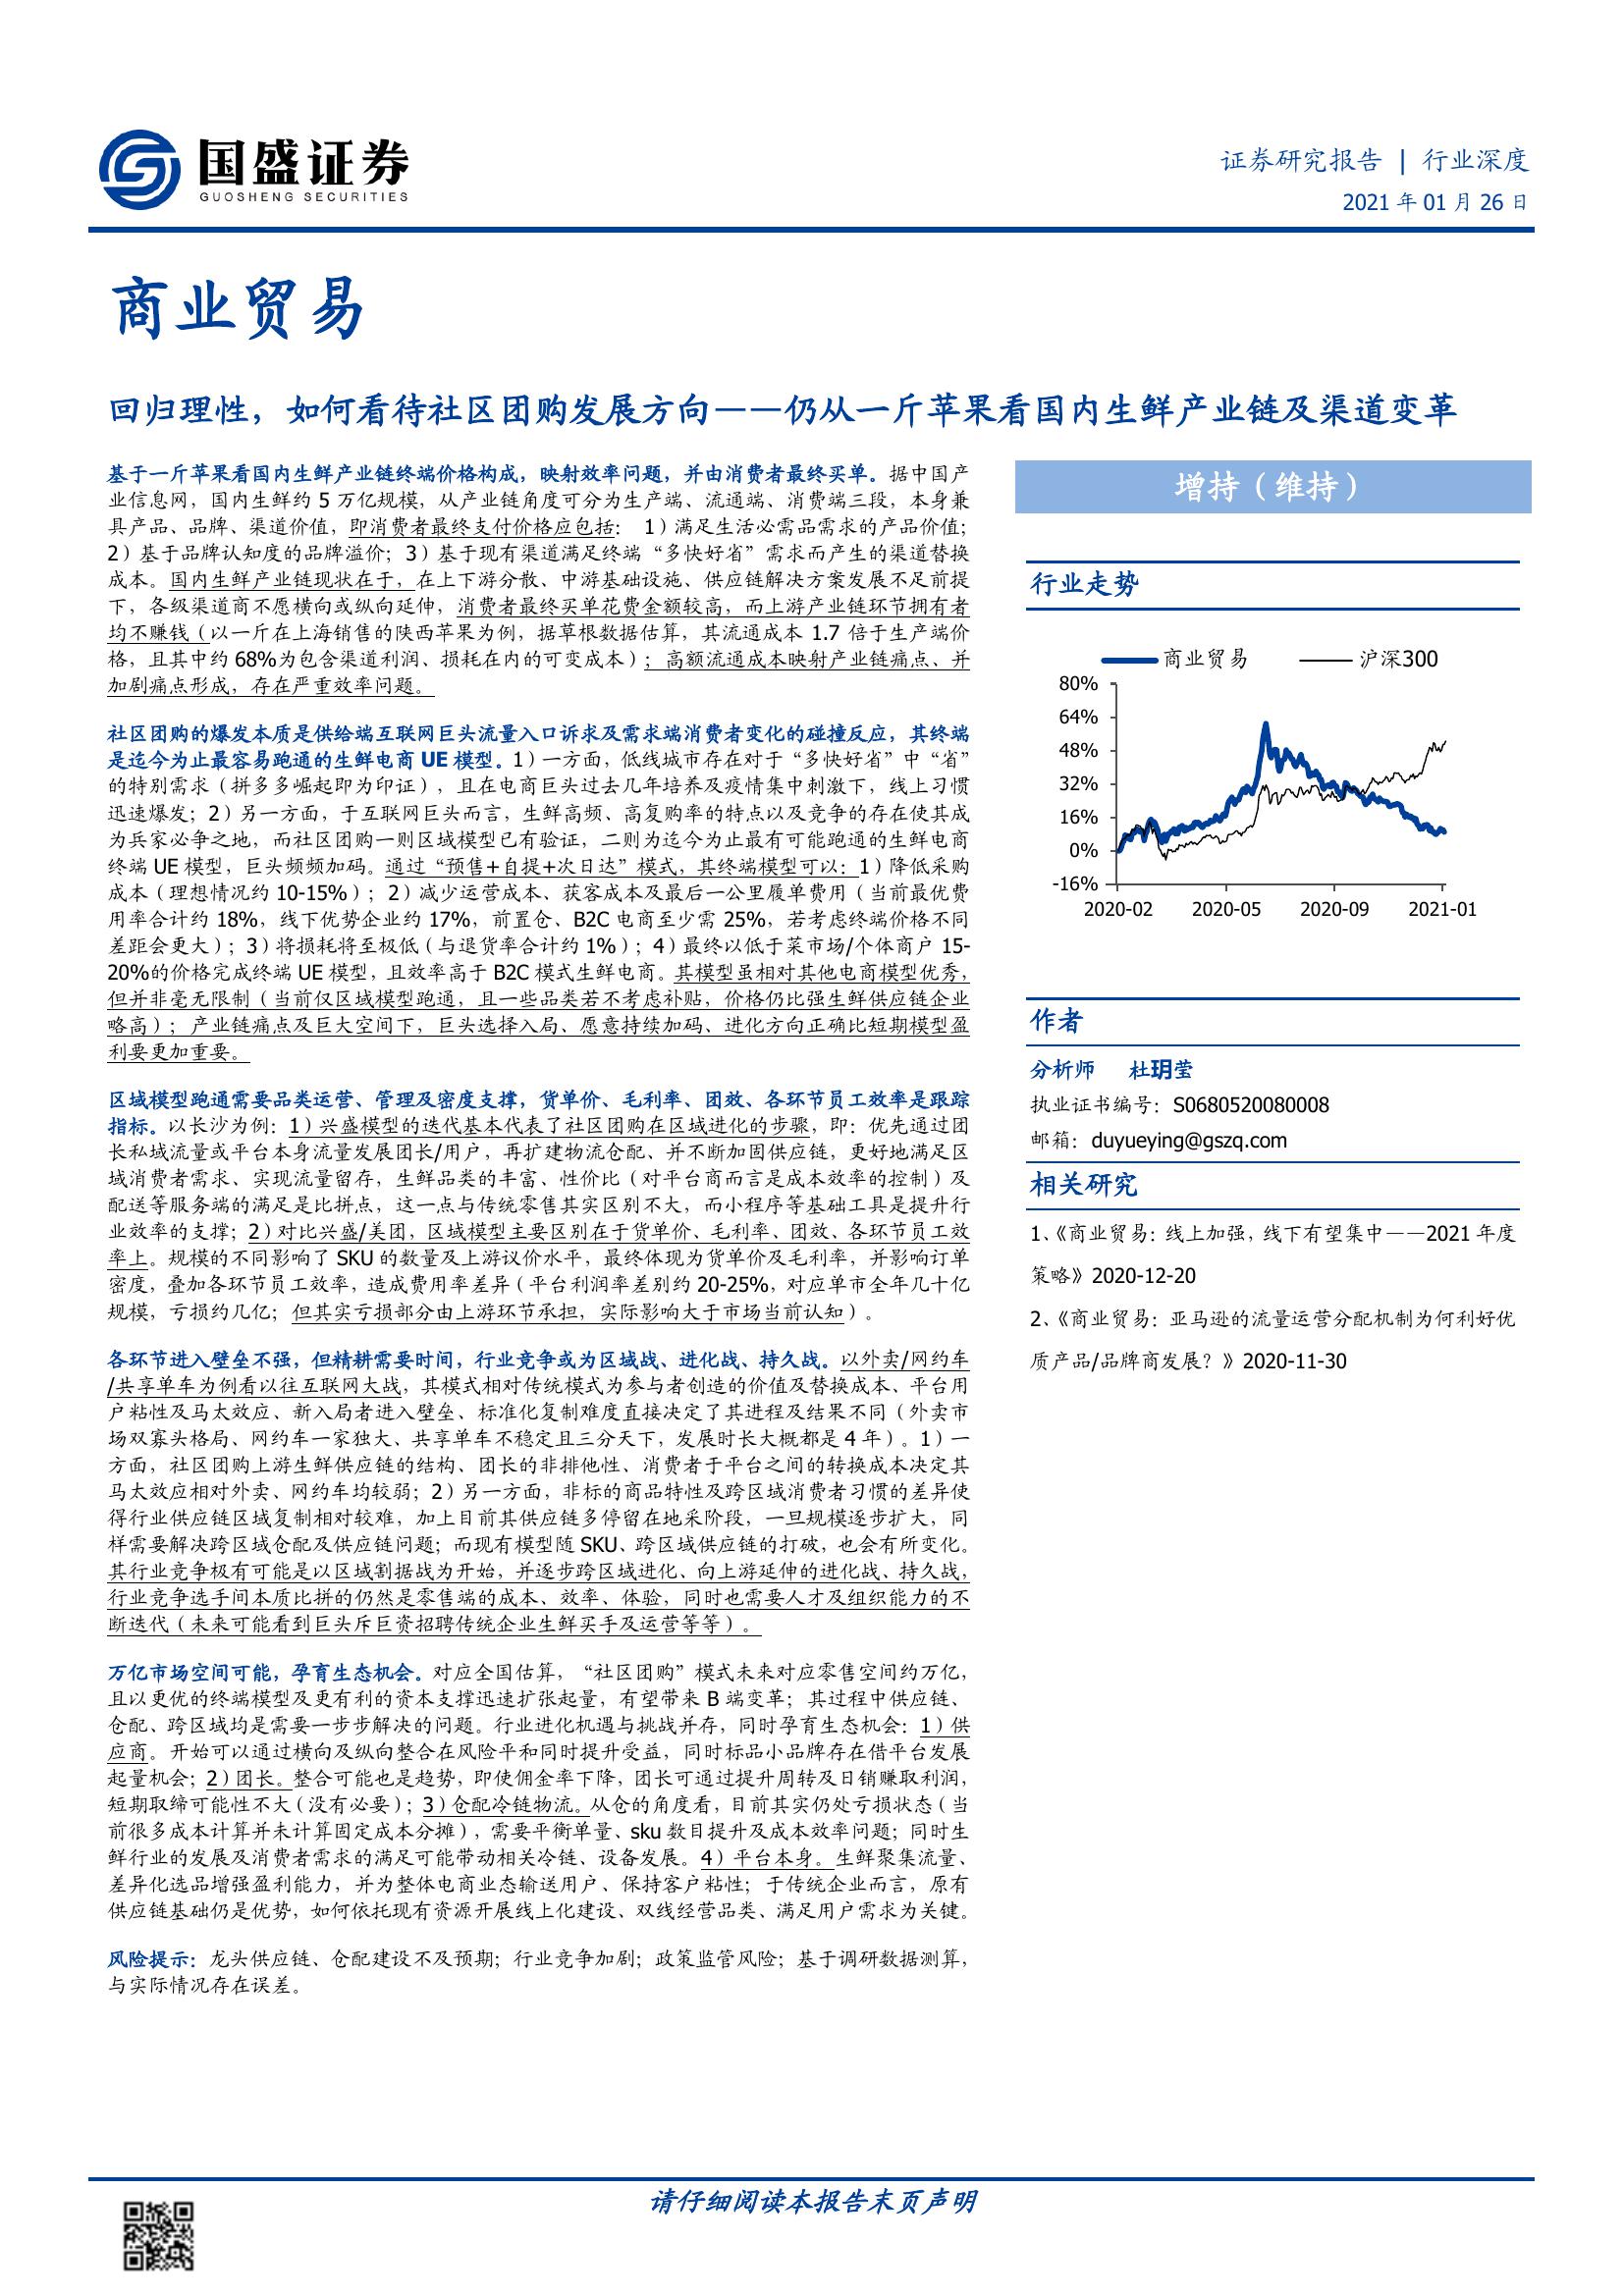 国盛证券
GUOSHENG SECURITIES
证券研究报告 | 行业深度
2021 年 01 月 26 日
商业贸易
回归理性，如何看待社区团购发展方向——仍从一斤苹果看国内生鲜产业链及渠道变革
基于一斤苹果看国内生鲜产业链终端价格构成，映射效率问题，并由消费者最终买单。据中国产
业信息网，国内生鲜约 5 万亿规模，从产业链角度可分为生产端、流通端、消费端三段，本身兼
具产品、品牌、渠道价值，即消费者最终支付价格应包括： 1）满足生活必需品需求的产品价值；
2）基于品牌认知度的品牌溢价；3）基于现有渠道满足终端“多快好省”需求而产生的渠道替换
成本。国内生鲜产业链现状在于，在上下游分散、中游基础设施、供应链解决方案发展不足前提
下，各级渠道商不愿横向或纵向延伸，消费者最终买单花费金额较高，而上游产业链环节拥有者
均不赚钱（以一斤在上海销售的陕西苹果为例，据草根数据估算，其流通成本 1.7 倍于生产端价
格，且其中约 68%为包含渠道利润、损耗在内的可变成本）；高额流通成本映射产业链痛点、并
加剧痛点形成，存在严重效率问题。
社区团购的爆发本质是供给端互联网巨头流量入口诉求及需求端消费者变化的碰撞反应，其终端
是迄今为止最容易跑通的生鲜电商 UE 模型。1）一方面，低线城市存在对于“多快好省”中“省”
的特别需求（拼多多崛起即为印证），且在电商巨头过去几年培养及疫情集中刺激下，线上习惯
迅速爆发；2）另一方面，于互联网巨头而言，生鲜高频、高复购率的特点以及竞争的存在使其成
为兵家必争之地，而社区团购一则区域模型已有验证，二则为迄今为止最有可能跑通的生鲜电商
终端 UE 模型，巨头频频加码。通过“预售+自提+次日达”模式，其终端模型可以：1）降低采购
成本（理想情况约 10-15%）；2）减少运营成本、获客成本及最后一公里履单费用（当前最优费
用率合计约 18%，线下优势企业约 17%，前置仓、B2C 电商至少需 25%，若考虑终端价格不同
差距会更大）；3）将损耗将至极低（与退货率合计约 1%）；4）最终以低于菜市场/个体商户 15-
20%的价格完成终端 UE 模型，且效率高于 B2C 模式生鲜电商。其模型虽相对其他电商模型优秀，
但并非毫无限制（当前仅区域模型跑通，且一些品类若不考虑补贴，价格仍比强生鲜供应链企业
略高）；产业链痛点及巨大空间下，巨头选择入局、愿意持续加码、进化方向正确比短期模型盈
利要更加重要。
区域模型跑通需要品类运营、管理及密度支撑，货单价、毛利率、团效、各环节员工效率是跟踪
指标。以长沙为例：1）兴盛模型的迭代基本代表了社区团购在区域进化的步骤，即：优先通过团
长私域流量或平台本身流量发展团长/用户，再扩建物流仓配、并不断加固供应链，更好地满足区
域消费者需求、实现流量留存，生鲜品类的丰富、性价比（对平台商而言是成本效率的控制）及
配送等服务端的满足是比拼点，这一点与传统零售其实区别不大，而小程序等基础工具是提升行
业效率的支撑；2）对比兴盛/美团，区域模型主要区别在于货单价、毛利率、团效、各环节员工效
率上。规模的不同影响了 SKU 的数量及上游议价水平，最终体现为货单价及毛利率，并影响订单
密度，叠加各环节员工效率，造成费用率差异（平台利润率差别约 20-25%，对应单市全年几十亿
规模，亏损约几亿；但其实亏损部分由上游环节承担，实际影响大于市场当前认知）。
各环节进入壁垒不强，但精耕需要时间，行业竞争或为区域战、进化战、持久战。以外卖/网约车
/共享单车为例看以往互联网大战，其模式相对传统模式为参与者创造的价值及替换成本、平台用
户粘性及马太效应、新入局者进入壁垒、标准化复制难度直接决定了其进程及结果不同（外卖市
场双寡头格局、网约车一家独大、共享单车不稳定且三分天下，发展时长大概都是 4 年）。1）一
方面，社区团购上游生鲜供应链的结构、团长的非排他性、消费者于平台之间的转换成本决定其
马太效应相对外卖、网约车均较弱；2）另一方面，非标的商品特性及跨区域消费者习惯的差异使
得行业供应链区域复制相对较难，加上目前其供应链多停留在地采阶段，一旦规模逐步扩大，同
样需要解决跨区域仓配及供应链问题；而现有模型随 SKU、跨区域供应链的打破，也会有所变化。
其行业竞争极有可能是以区域割据战为开始，并逐步跨区域进化、向上游延伸的进化战、持久战，
行业竞争选手间本质比拼的仍然是零售端的成本、效率、体验，同时也需要人才及组织能力的不
断迭代（未来可能看到巨头斥巨资招聘传统企业生鲜买手及运营等等）。
万亿市场空间可能，孕育生态机会。对应全国估算，“社区团购”模式未来对应零售空间约万亿，
且以更优的终端模型及更有利的资本支撑迅速扩张起量，有望带来 B 端变革；其过程中供应链、
仓配、跨区域均是需要一步步解决的问题。行业进化机遇与挑战并存，同时孕育生态机会：1）供
应商。开始可以通过横向及纵向整合在风险平和同时提升受益，同时标品小品牌存在借平台发展
起量机会；2）团长。整合可能也是趋势，即使佣金率下降，团长可通过提升周转及日销赚取利润，
短期取缔可能性不大（没有必要）；3）仓配冷链物流。从仓的角度看，目前其实仍处亏损状态（当
前很多成本计算并未计算固定成本分摊），需要平衡单量、sku 数目提升及成本效率问题；同时生
鲜行业的发展及消费者需求的满足可能带动相关冷链、设备发展。4）平台本身。生鲜聚集流量、
差异化选品增强盈利能力，并为整体电商业态输送用户、保持客户粘性；于传统企业而言，原有
供应链基础仍是优势，如何依托现有资源开展线上化建设、双线经营品类、满足用户需求为关键。
风险提示：龙头供应链、仓配建设不及预期；行业竞争加剧；政策监管风险；基于调研数据测算，
与实际情况存在误差。
增持（维持）
行业走势
商业贸易 沪深300
80%
64%
48%
32%
16%
0%
-16%
2020-02 2020-05 2020-09 2021-01
作者
分析师 杜玥莹
执业证书编号：S0680520080008
邮箱：duyueying@gszq.com
相关研究
1、《商业贸易：线上加强，线下有望集中——2021 年度
策略》2020-12-20
2、《商业贸易：亚马逊的流量运营分配机制为何利好优
质产品/品牌商发展？》2020-11-30
请仔细阅读本报告末页声明